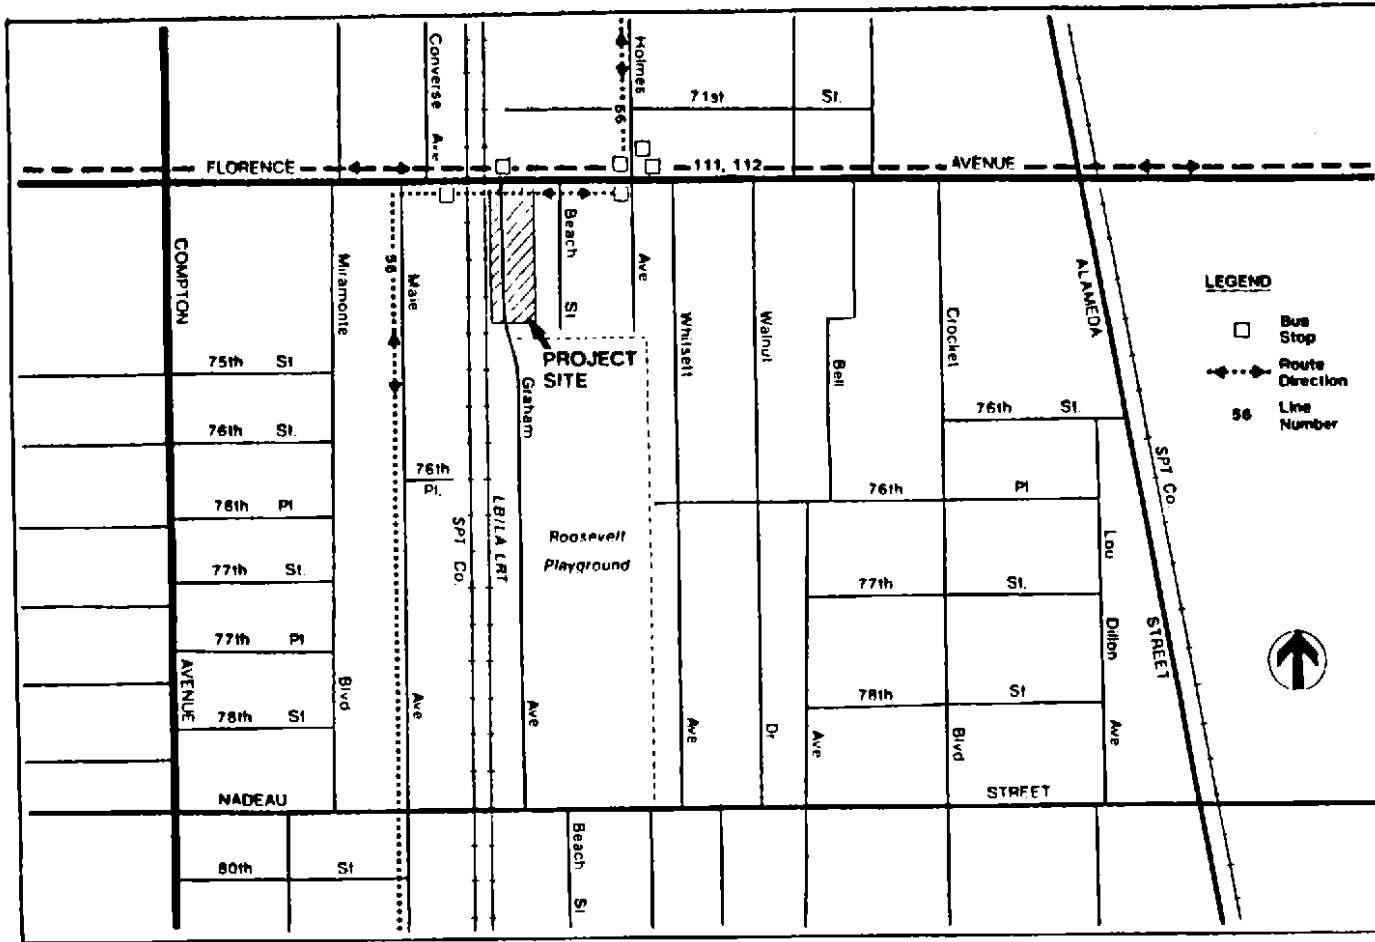 Converse Ave
Holmes
56
71st St.
FLORENCE
111, 112
AVENUE
COMPTON
Miramonte
56
Maie
Beach St
Ave
Whitsett
Walnut
Bell
Crocket
ALAMEDA
LEGEND
Bus
Stop
Route
Direction
56
Line
Number
PROJECT
SITE
Graham
75th St
76th St.
76th Pl
77th St.
77th Pl
78th St
AVENUE
Blvd
Ave
76th
Pl.
SPT Co.
LB/LA LRT
Ave
Roosevelt
Playground
Ave
Dr
Ave
Blvd
76th St.
76th Pl
77th St.
78th St
Lou Dillon Ave
SPT Co.
STREET
NADEAU
STREET
80th St
Beach St